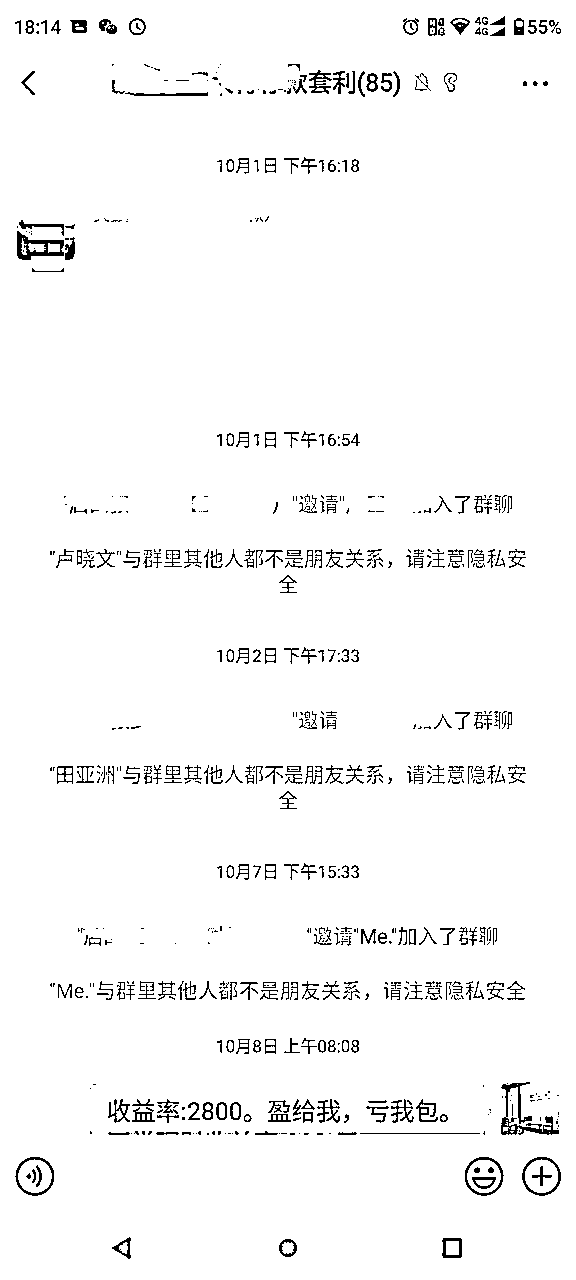 18:14
4G
4G
55%
款套利(85)
10月1日 下午16:18
10月1日 下午16:54
"邀请", 加入了群聊
"卢晓文"与群里其他人都不是朋友关系，请注意隐私安
全
10月2日 下午17:33
"邀请 加入了群聊
"田亚洲"与群里其他人都不是朋友关系，请注意隐私安
全
10月7日 下午15:33
"邀请"Me."加入了群聊
"Me."与群里其他人都不是朋友关系，请注意隐私安全
10月8日 上午08:08
收益率:2800。盈给我，亏我包。